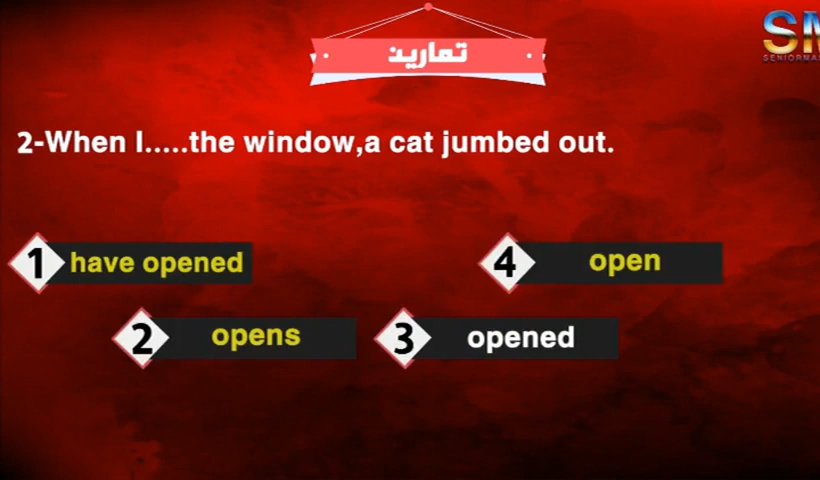 تمارين
SM
SENIORMA
2-When I.....the window,a cat jumbed out.
1 have opened
4 open
2 opens
3 opened